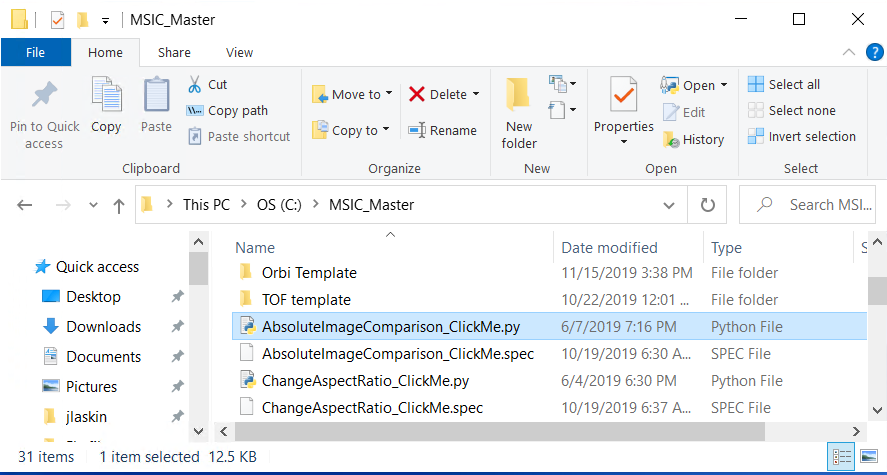 MSIC_Master
File Home Share View
Pin to Quick access
Copy
Paste
Cut
Copy path
Paste shortcut
Clipboard
Move to
Copy to
Delete
Rename
Organize
New folder
New
Properties
Open
Edit
History
Open
Select all
Select none
Invert selection
Select
This PC > OS (C:) > MSIC_Master
Search MSI...
Quick access
Desktop
Downloads
Documents
Pictures
jlaskin
Name Date modified Type S
Orbi Template 11/15/2019 3:38 PM File folder
TOF template 10/22/2019 12:01 ... File folder
AbsoluteImageComparison_ClickMe.py 6/7/2019 7:16 PM Python File
AbsoluteImageComparison_ClickMe.spec 10/19/2019 6:30 A... SPEC File
ChangeAspectRatio_ClickMe.py 6/4/2019 6:30 PM Python File
ChangeAspectRatio_ClickMe.spec 10/19/2019 6:37 A... SPEC File
31 items 1 item selected 12.5 KB